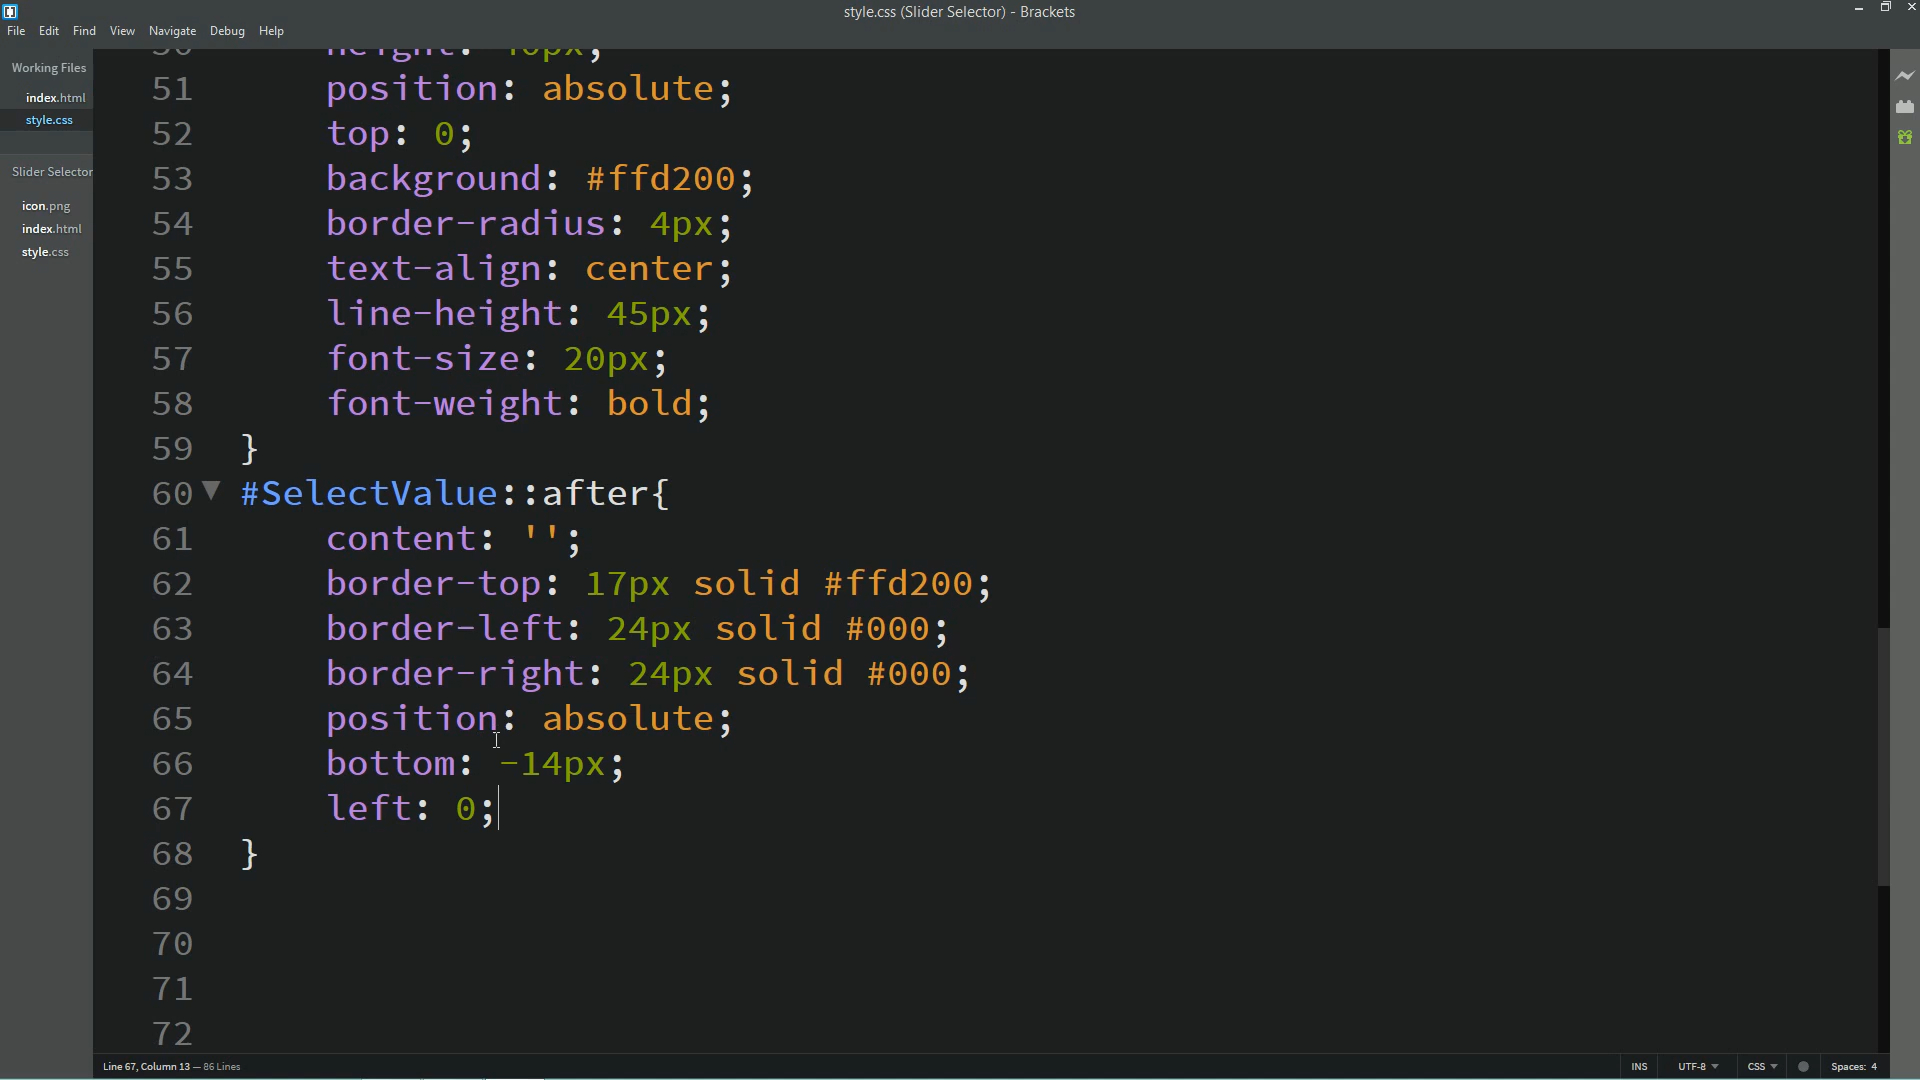 style.css (Slider Selector) - Brackets
File Edit Find View Navigate Debug Help
Working Files
index.html
style.css
Slider Selector
icon.png
index.html
style.css
51 position: absolute;
52 top: 0;
53 background: #ffd200;
54 border-radius: 4px;
55 text-align: center;
56 line-height: 45px;
57 font-size: 20px;
58 font-weight: bold;
59 }
60 #SelectValue::after{
61 content: '';
62 border-top: 17px solid #ffd200;
63 border-left: 24px solid #000;
64 border-right: 24px solid #000;
65 position: absolute;
66 bottom: -14px;
67 left: 0;
68 }
69
70
71
72
Line 67, Column 13 — 86 Lines
INS UTF-8 CSS Spaces: 4